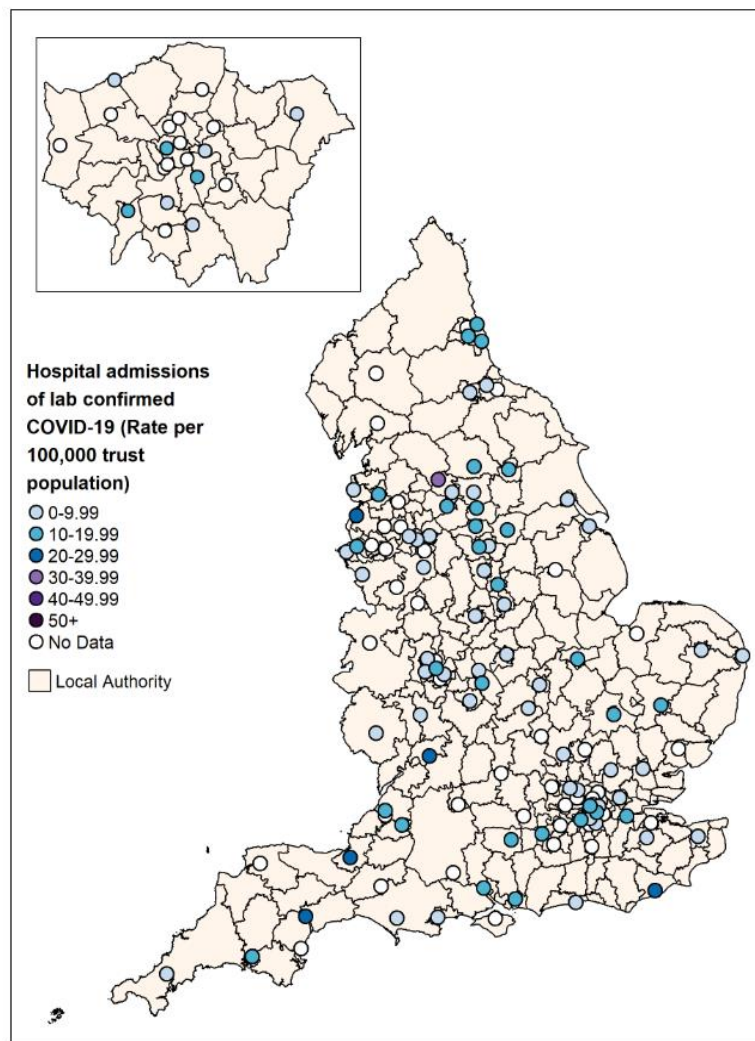 Hospital admissions
of lab confirmed
COVID-19 (Rate per
100,000 trust
population)
0-9.99
10-19.99
20-29.99
30-39.99
40-49.99
50+
No Data
Local Authority